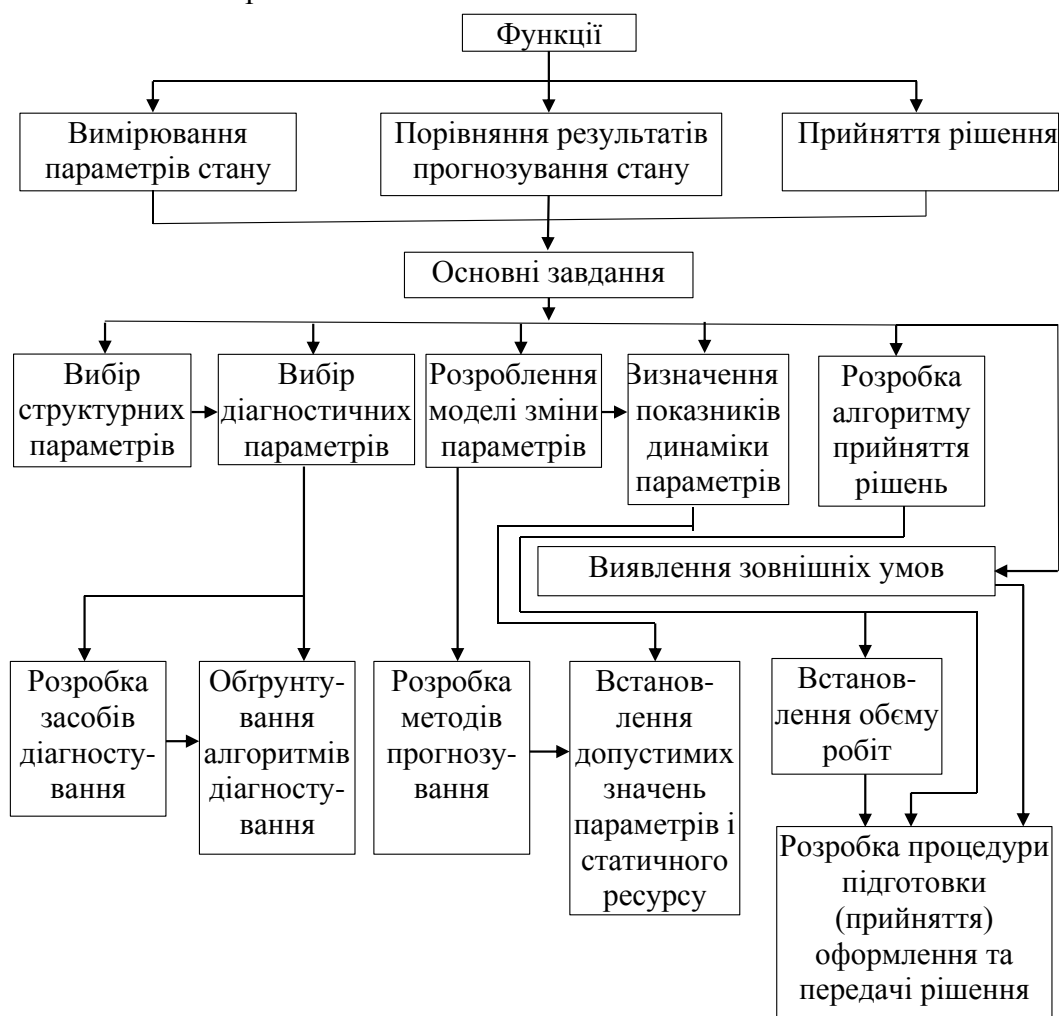 Функції
Вимірювання
параметрів стану
Порівняння результатів
прогнозування стану
Прийняття рішення
Основні завдання
Вибір
структурних
параметрів
Вибір
діагностичних
параметрів
Розроблення
моделі зміни
параметрів
Визначення
показників
динаміки
параметрів
Розробка
алгоритму
прийняття
рішень
Виявлення зовнішніх умов
Розробка
засобів
діагносту-
вання
Обґрунту-
вання
алгоритмів
діагносту-
вання
Розробка
методів
прогнозу-
вання
Встанов-
лення
допустимих
значень
параметрів і
статичного
ресурсу
Встанов-
лення обєму
робіт
Розробка процедури
підготовки
(прийняття)
оформлення та
передачі рішення